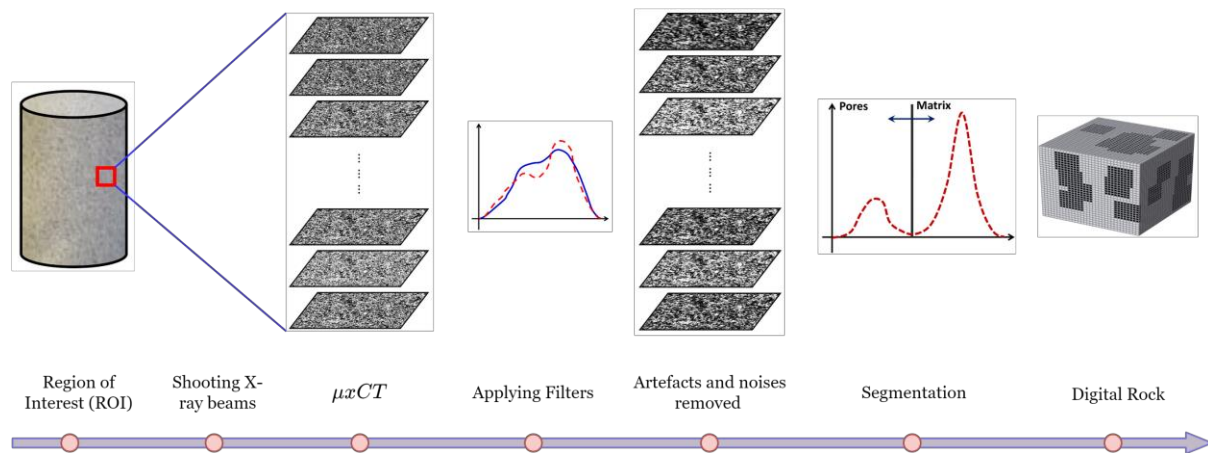 Pores
Matrix
Region of
Interest (ROI)
Shooting X-
ray beams
μxCT
Applying Filters
Artefacts and noises
removed
Segmentation
Digital Rock